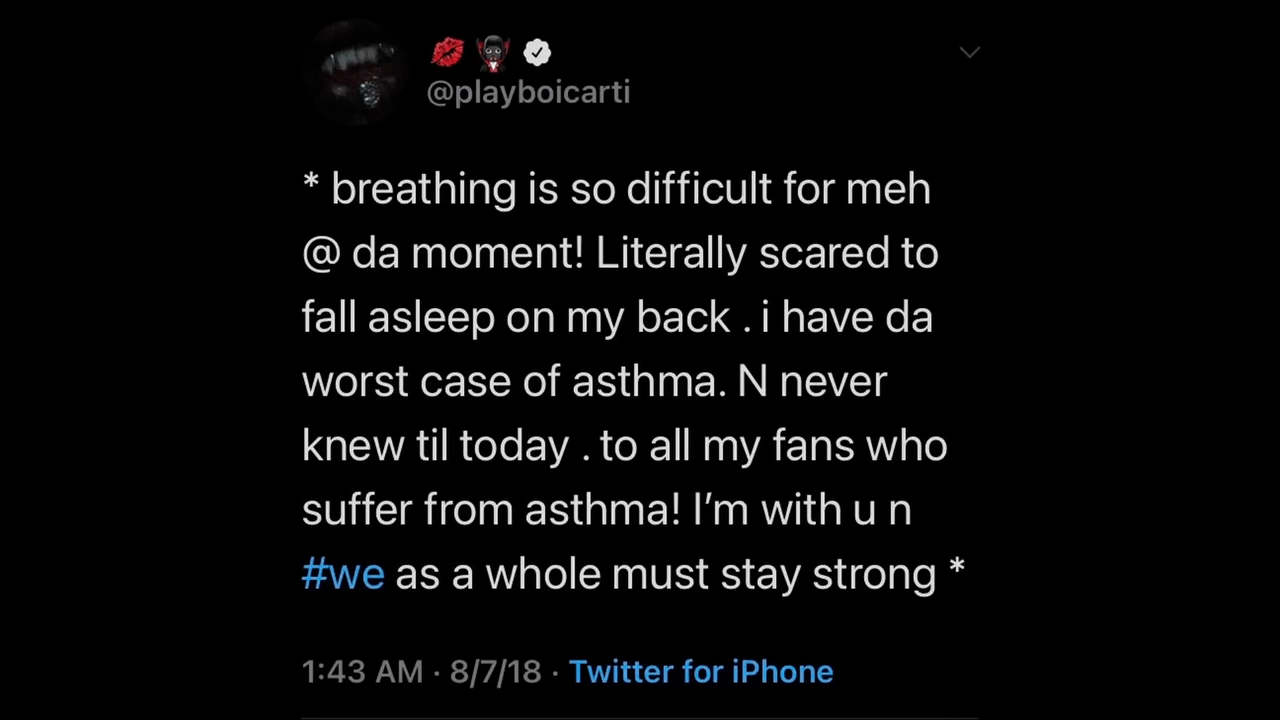 💋 🧛🏿
@playboicarti
* breathing is so difficult for meh
@ da moment! Literally scared to
fall asleep on my back . i have da
worst case of asthma. N never
knew til today . to all my fans who
suffer from asthma! I’m with u n
#we as a whole must stay strong *
1:43 AM · 8/7/18 · Twitter for iPhone